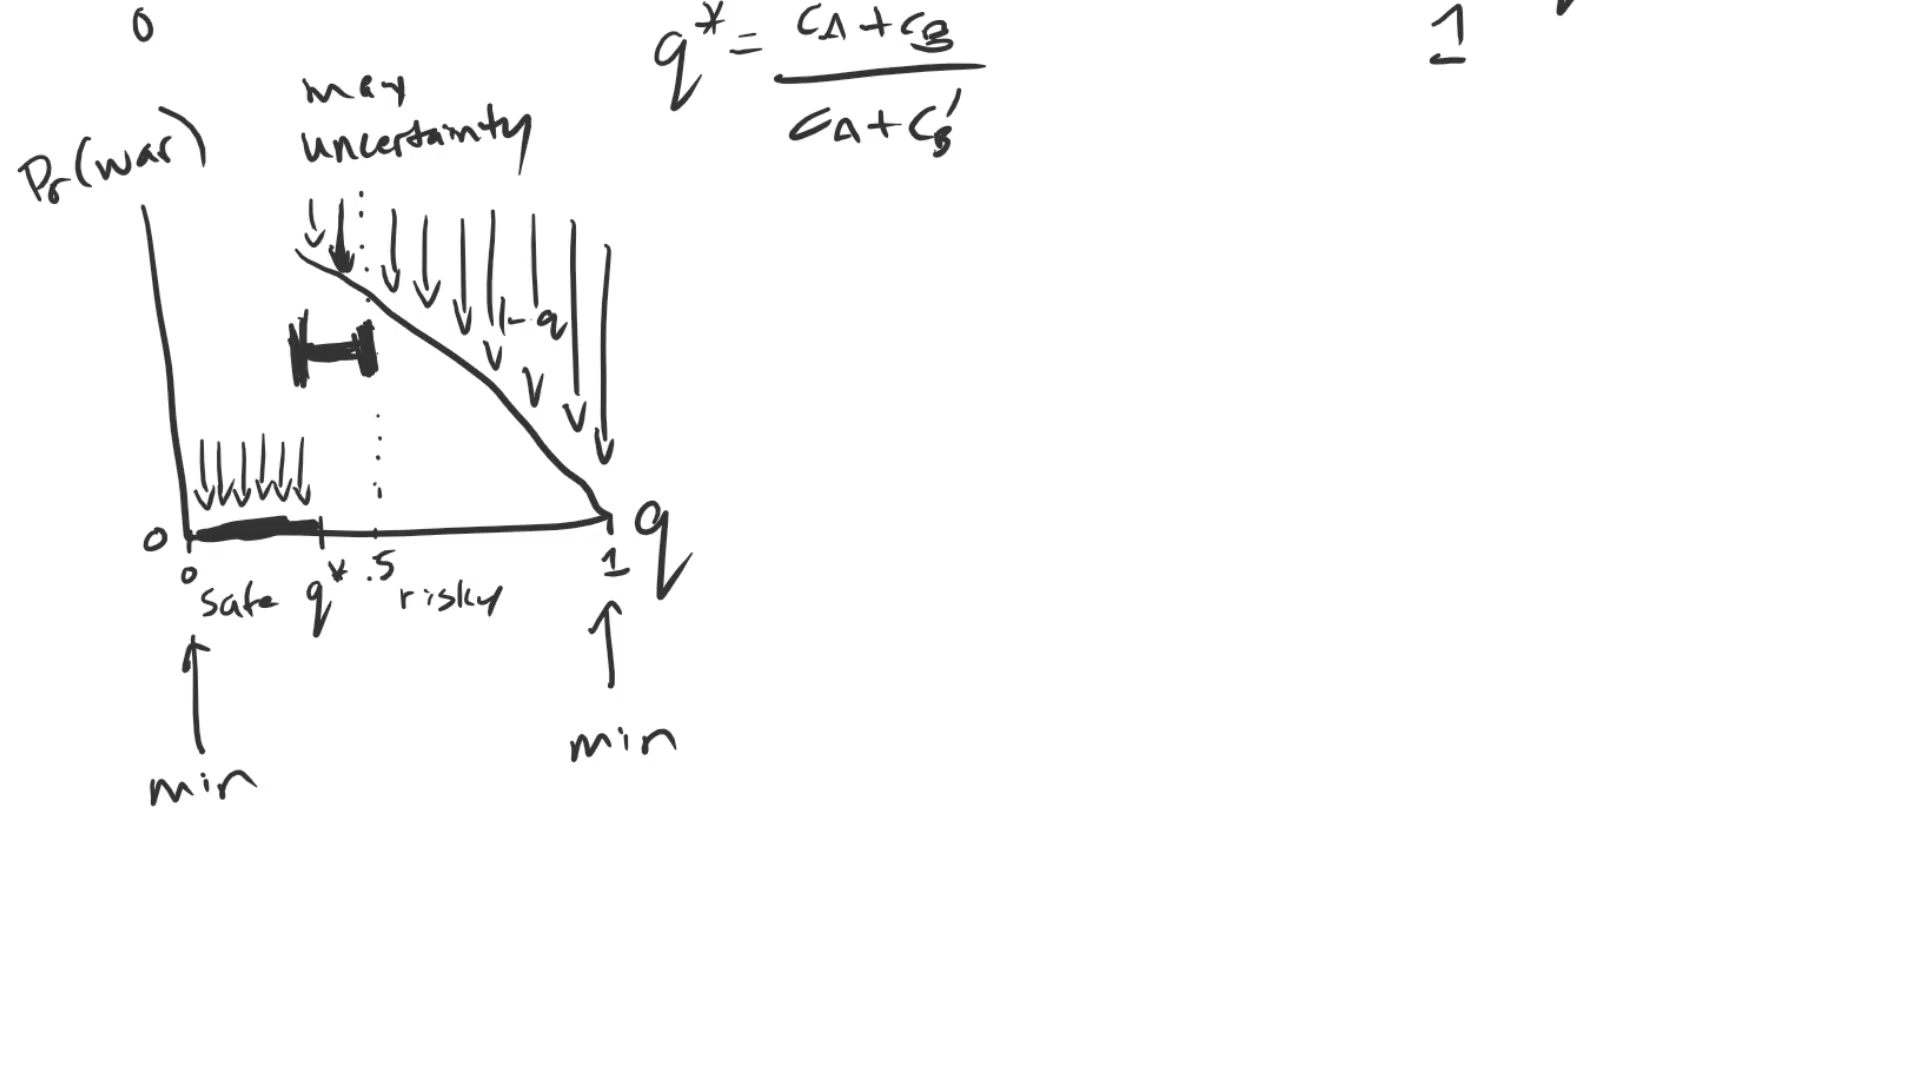 0
q* = cA + cB / cA + cB'
1
max
uncertainty
Pr(war)
1-q
0
0
safe
q*
.5
risky
1
q
min
min